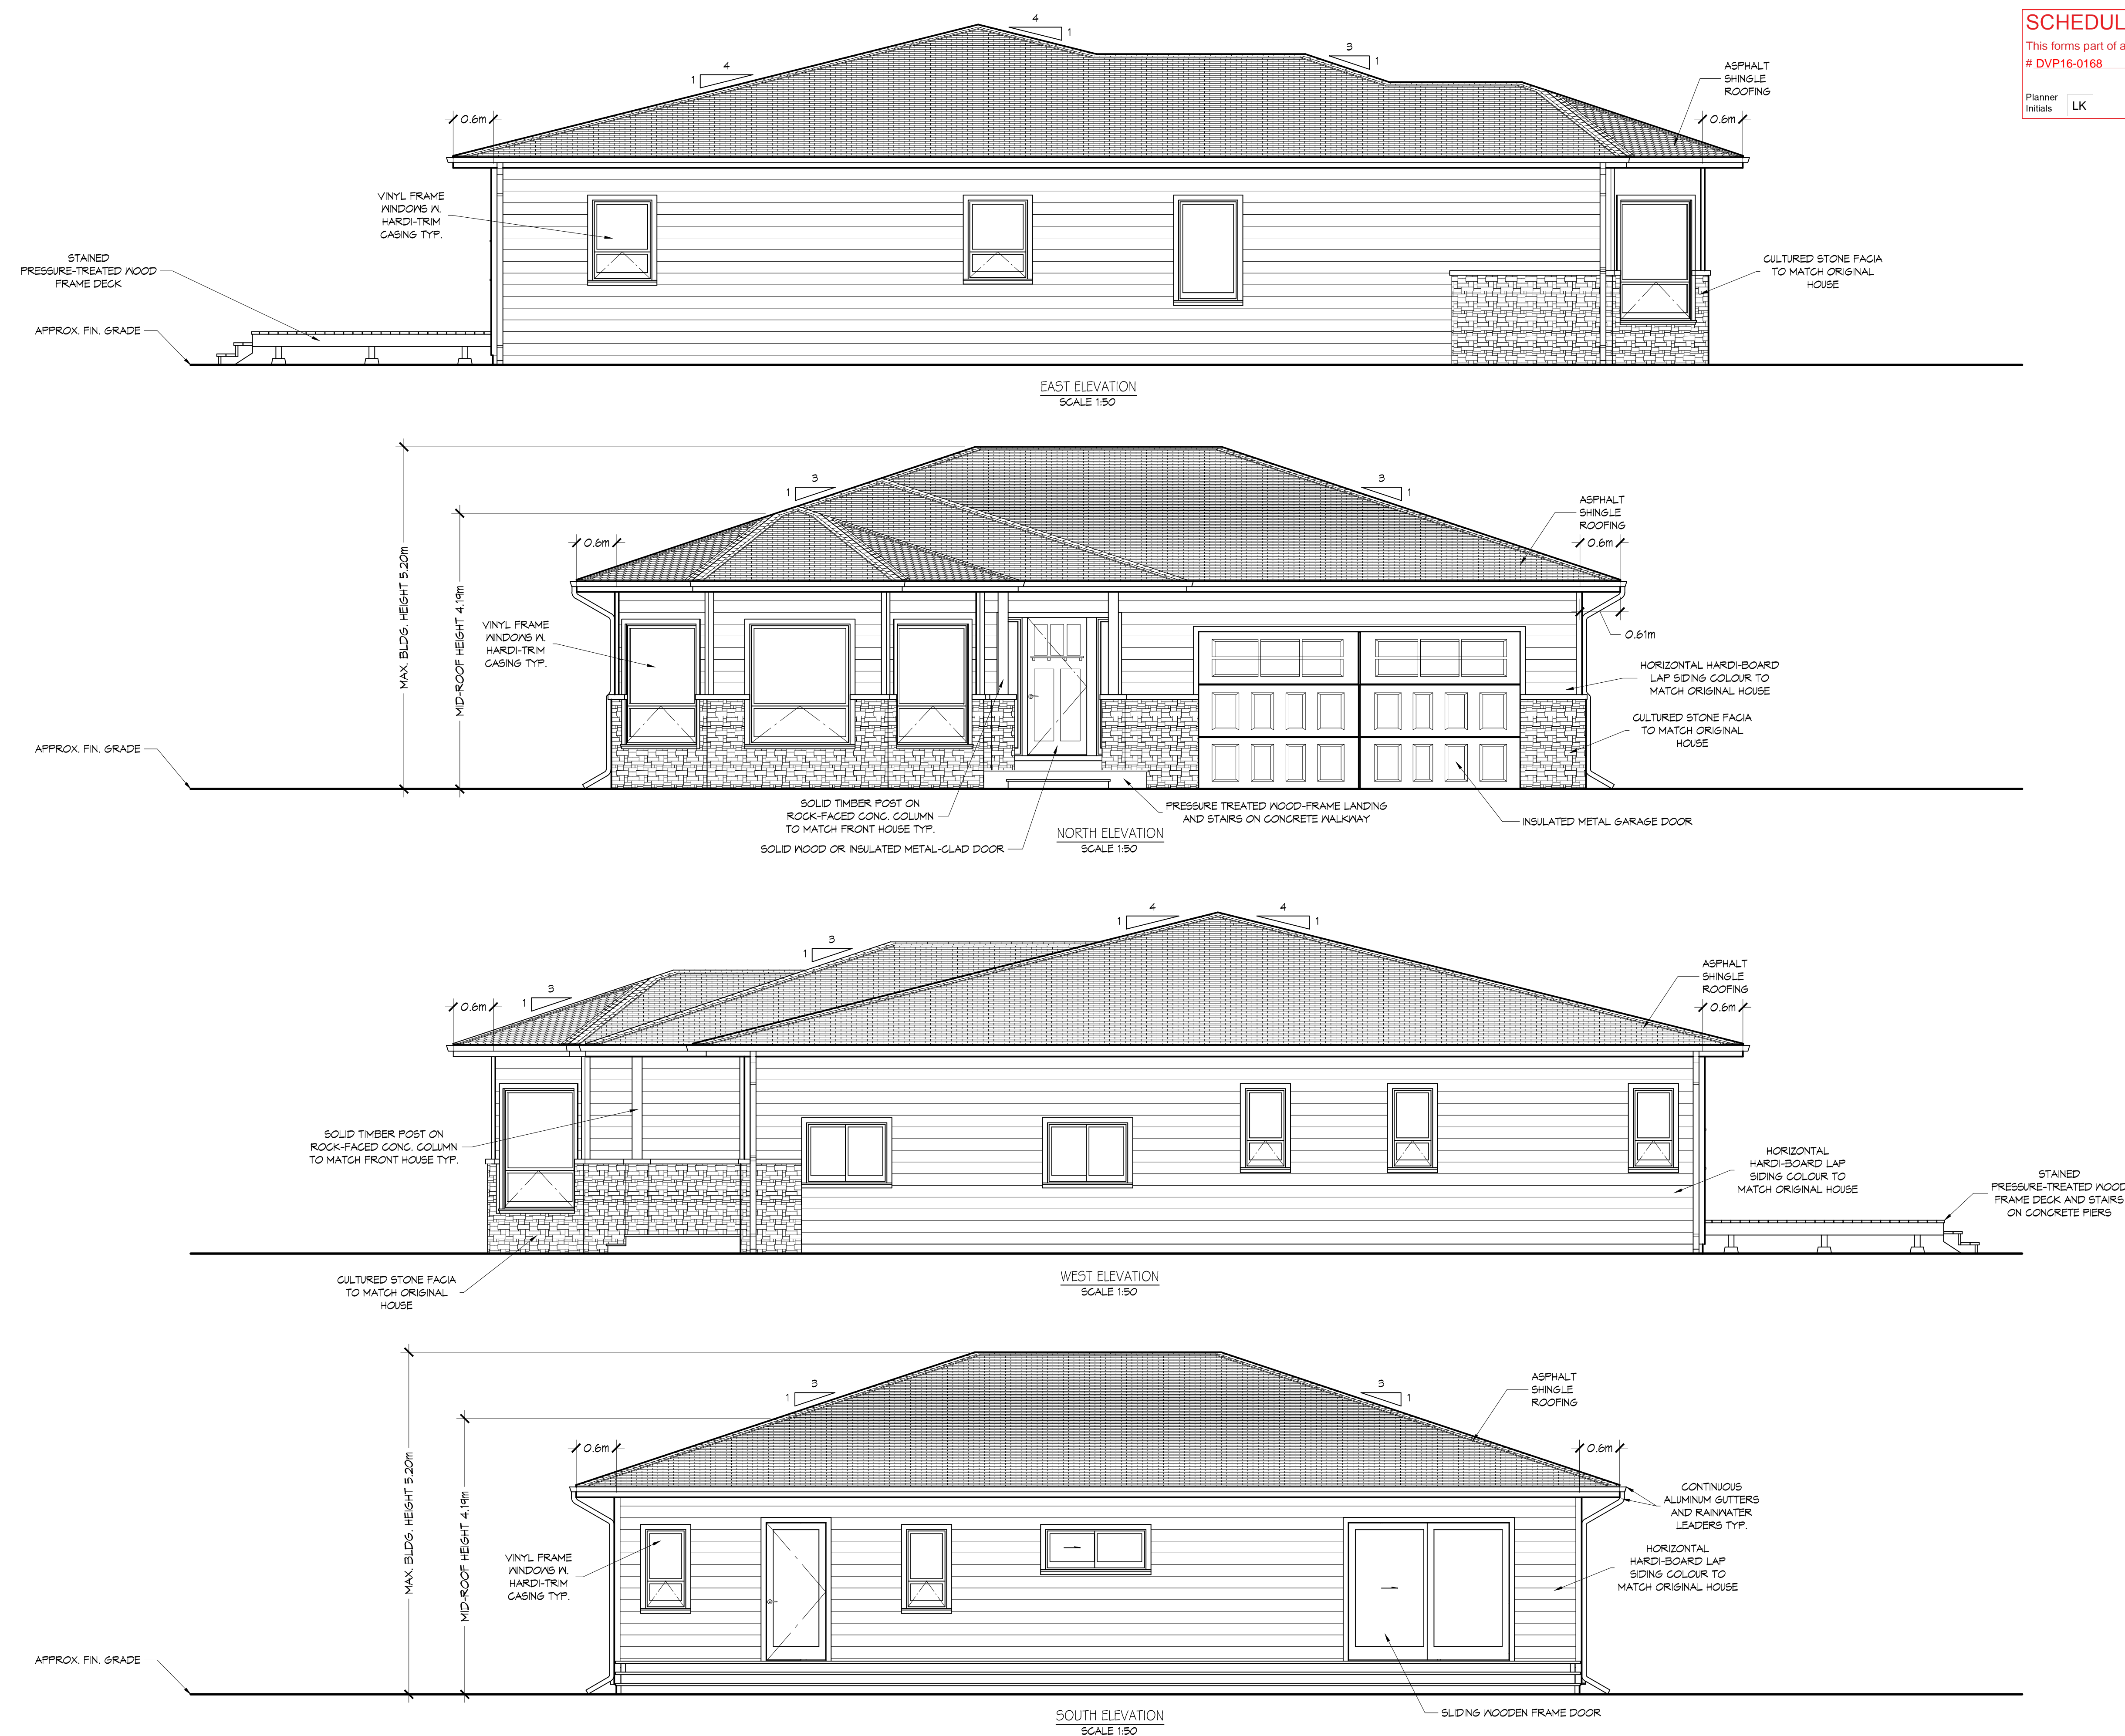 SCHEDUL
This forms part of a
# DVP16-0168
Planner
Initials
LK
4
1
3
1
1
4
ASPHALT
SHINGLE
ROOFING
0.6m
0.6m
VINYL FRAME
WINDOWS W.
HARDI-TRIM
CASING TYP.
STAINED
PRESSURE-TREATED WOOD
FRAME DECK
CULTURED STONE FACIA
TO MATCH ORIGINAL
HOUSE
APPROX. FIN. GRADE
EAST ELEVATION
SCALE 1:50
3
1
3
1
ASPHALT
SHINGLE
ROOFING
0.6m
0.6m
MAX. BLDG. HEIGHT 5.20m
MID-ROOF HEIGHT 4.19m
VINYL FRAME
WINDOWS W.
HARDI-TRIM
CASING TYP.
0.61m
HORIZONTAL HARDI-BOARD
LAP SIDING COLOUR TO
MATCH ORIGINAL HOUSE
CULTURED STONE FACIA
TO MATCH ORIGINAL
HOUSE
APPROX. FIN. GRADE
SOLID TIMBER POST ON
ROCK-FACED CONC. COLUMN
TO MATCH FRONT HOUSE TYP.
PRESSURE TREATED WOOD-FRAME LANDING
AND STAIRS ON CONCRETE WALKWAY
INSULATED METAL GARAGE DOOR
SOLID WOOD OR INSULATED METAL-CLAD DOOR
NORTH ELEVATION
SCALE 1:50
4
1
4
1
3
1
3
1
ASPHALT
SHINGLE
ROOFING
0.6m
0.6m
SOLID TIMBER POST ON
ROCK-FACED CONC. COLUMN
TO MATCH FRONT HOUSE TYP.
HORIZONTAL
HARDI-BOARD LAP
SIDING COLOUR TO
MATCH ORIGINAL HOUSE
STAINED
PRESSURE-TREATED WOOD
FRAME DECK AND STAIRS
ON CONCRETE PIERS
CULTURED STONE FACIA
TO MATCH ORIGINAL
HOUSE
WEST ELEVATION
SCALE 1:50
3
1
3
1
ASPHALT
SHINGLE
ROOFING
0.6m
0.6m
MAX. BLDG. HEIGHT 5.20m
MID-ROOF HEIGHT 4.19m
CONTINUOUS
ALUMINUM GUTTERS
AND RAINWATER
LEADERS TYP.
VINYL FRAME
WINDOWS W.
HARDI-TRIM
CASING TYP.
HORIZONTAL
HARDI-BOARD LAP
SIDING COLOUR TO
MATCH ORIGINAL HOUSE
APPROX. FIN. GRADE
SLIDING WOODEN FRAME DOOR
SOUTH ELEVATION
SCALE 1:50